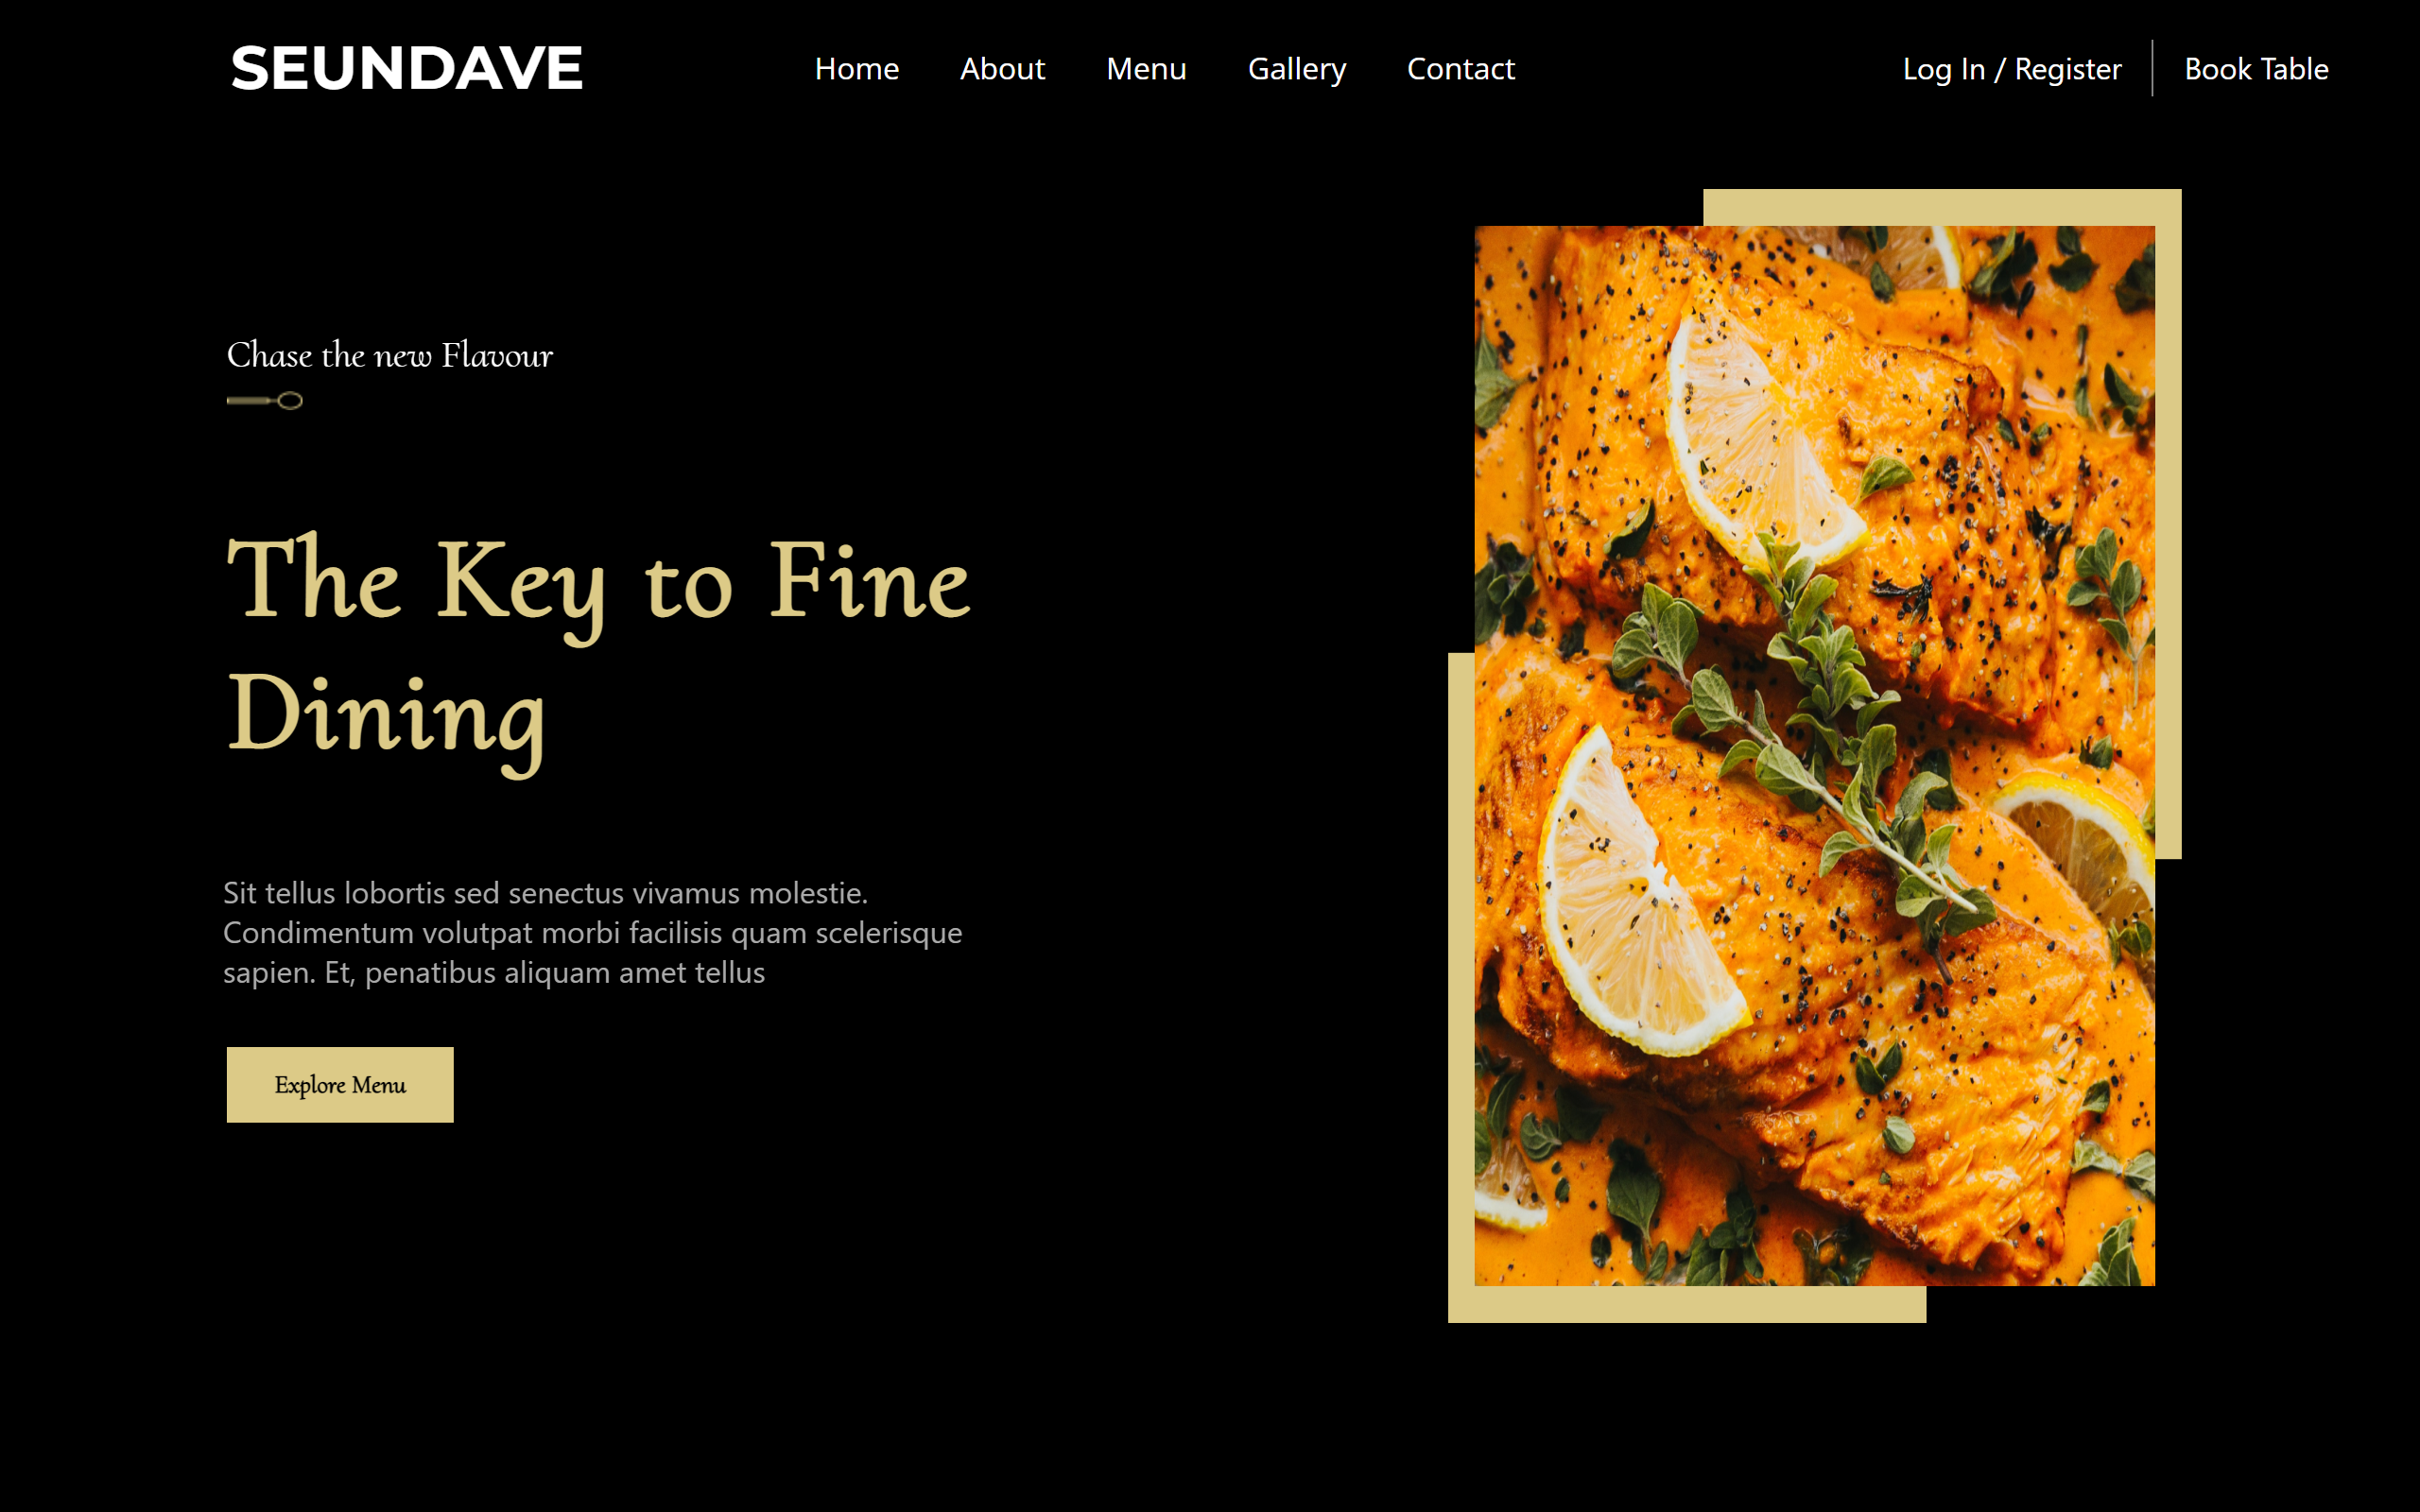 SEUNDAVE
Home About Menu Gallery Contact
Log In / Register Book Table
Chase the new Flavour
The Key to Fine
Dining
Sit tellus lobortis sed senectus vivamus molestie.
Condimentum volutpat morbi facilisis quam scelerisque
sapien. Et, penatibus aliquam amet tellus
Explore Menu